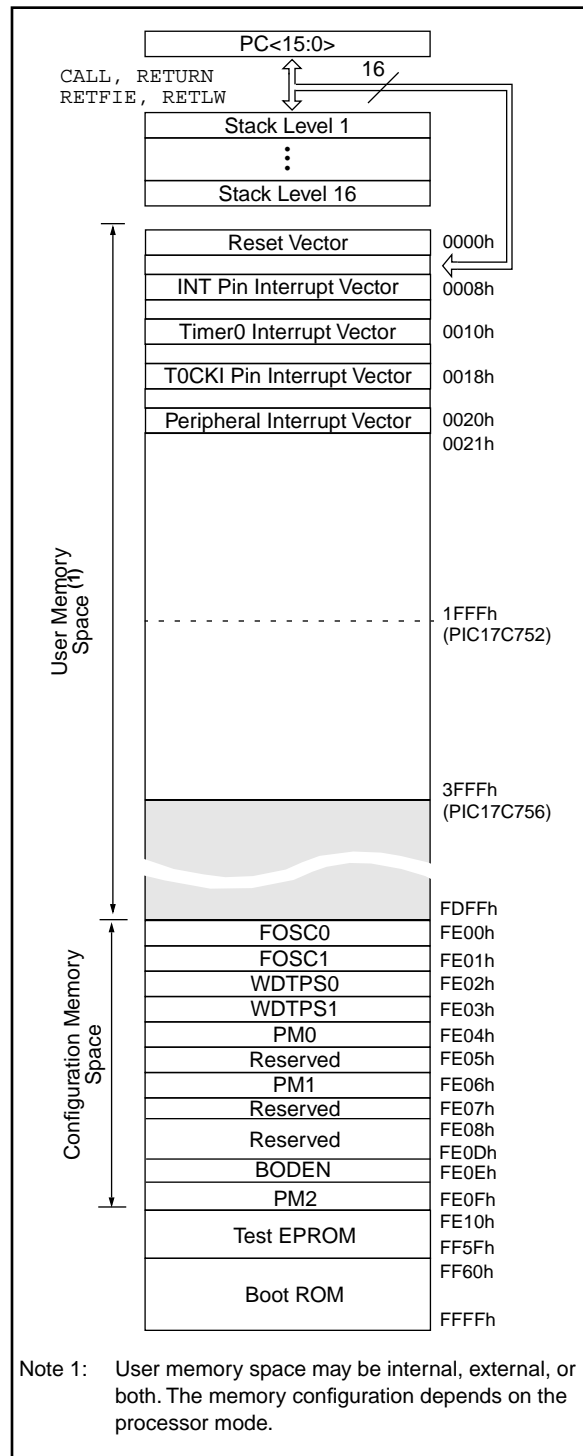 PC<15:0>
CALL, RETURN
RETFIE, RETLW
16
Stack Level 1
⋮
Stack Level 16
Reset Vector
0000h
INT Pin Interrupt Vector
0008h
Timer0 Interrupt Vector
0010h
T0CKI Pin Interrupt Vector
0018h
Peripheral Interrupt Vector
0020h
0021h
User Memory
Space (1)
1FFFh
(PIC17C752)
3FFFh
(PIC17C756)
FDFFh
Configuration Memory
Space
FOSC0
FE00h
FOSC1
FE01h
WDTPS0
FE02h
WDTPS1
FE03h
PM0
FE04h
Reserved
FE05h
PM1
FE06h
Reserved
FE07h
Reserved
FE08h
FE0Dh
BODEN
FE0Eh
PM2
FE0Fh
Test EPROM
FE10h
FF5Fh
Boot ROM
FF60h
FFFFh
Note 1: User memory space may be internal, external, or
both. The memory configuration depends on the
processor mode.